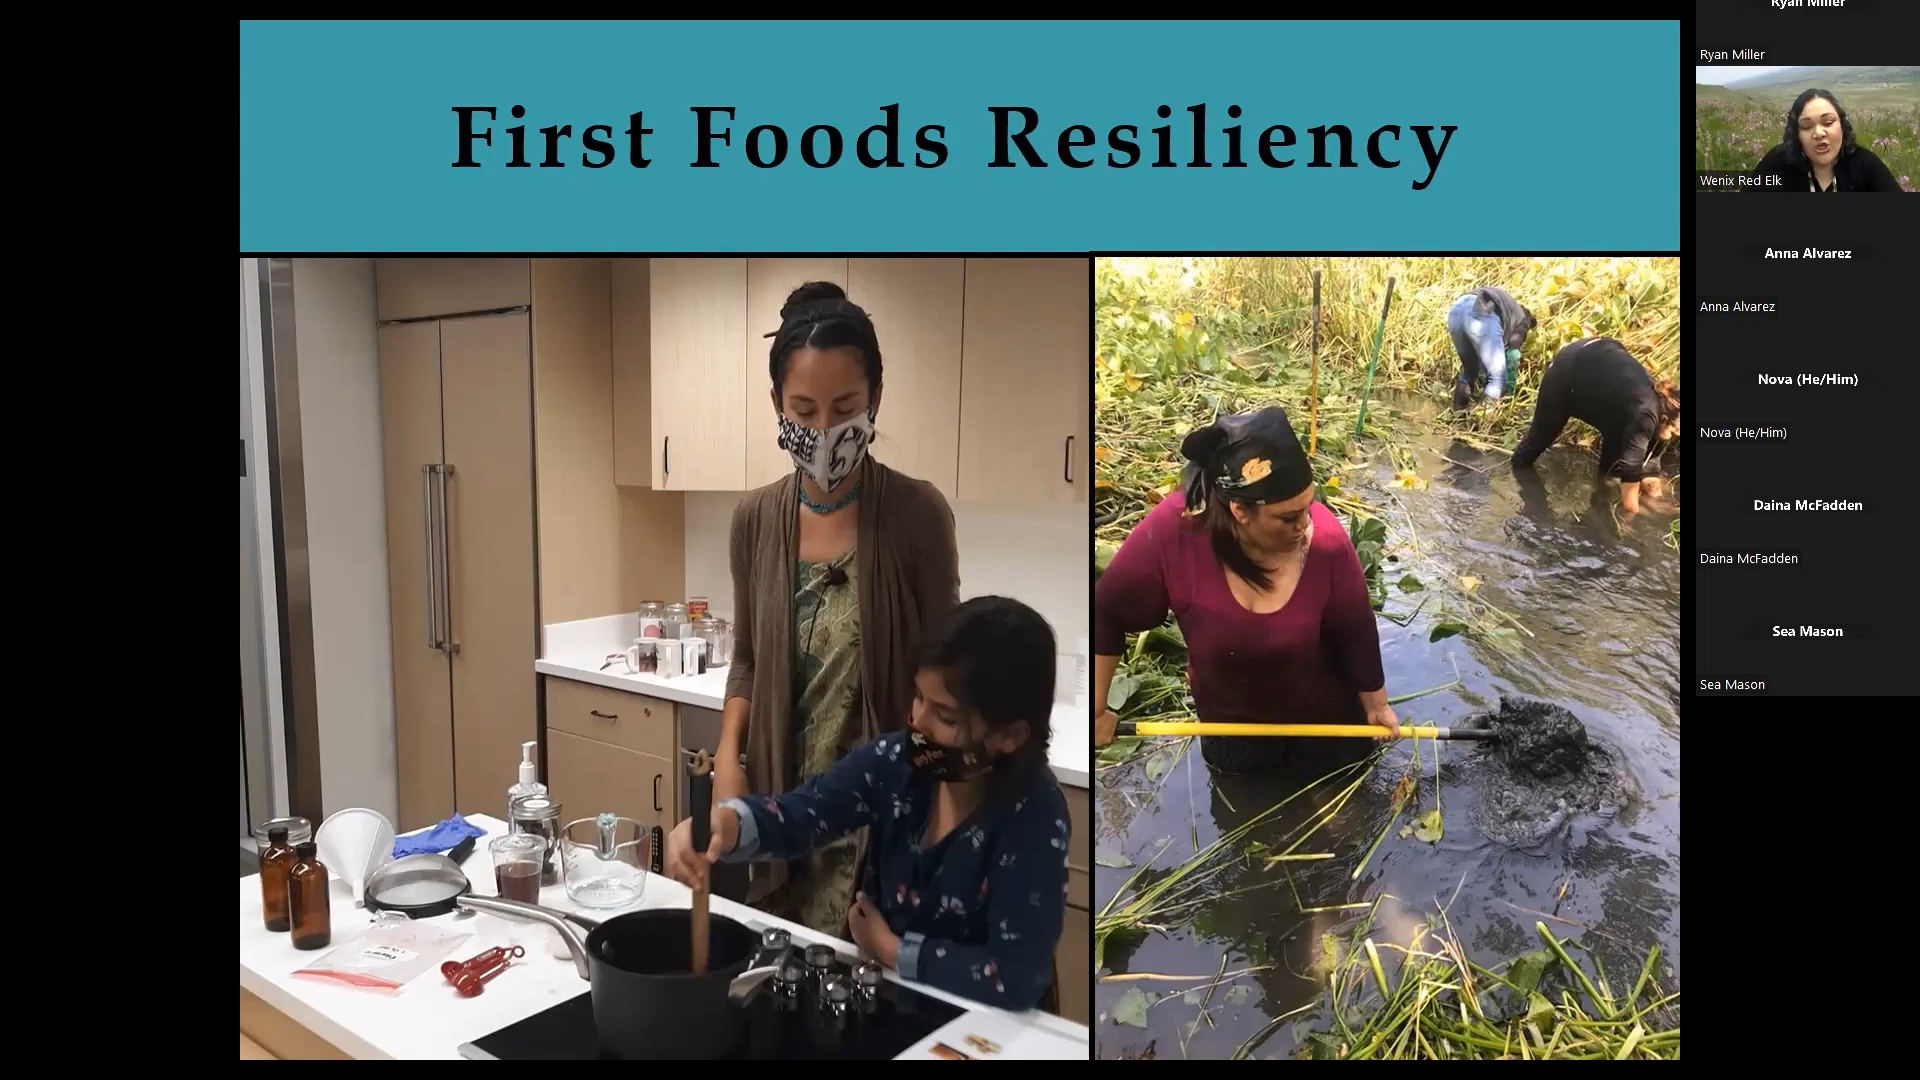 First Foods Resiliency
Ryan Miller
Ryan Miller
Wenix Red Elk
Anna Alvarez
Anna Alvarez
Nova (He/Him)
Nova (He/Him)
Daina McFadden
Daina McFadden
Sea Mason
Sea Mason